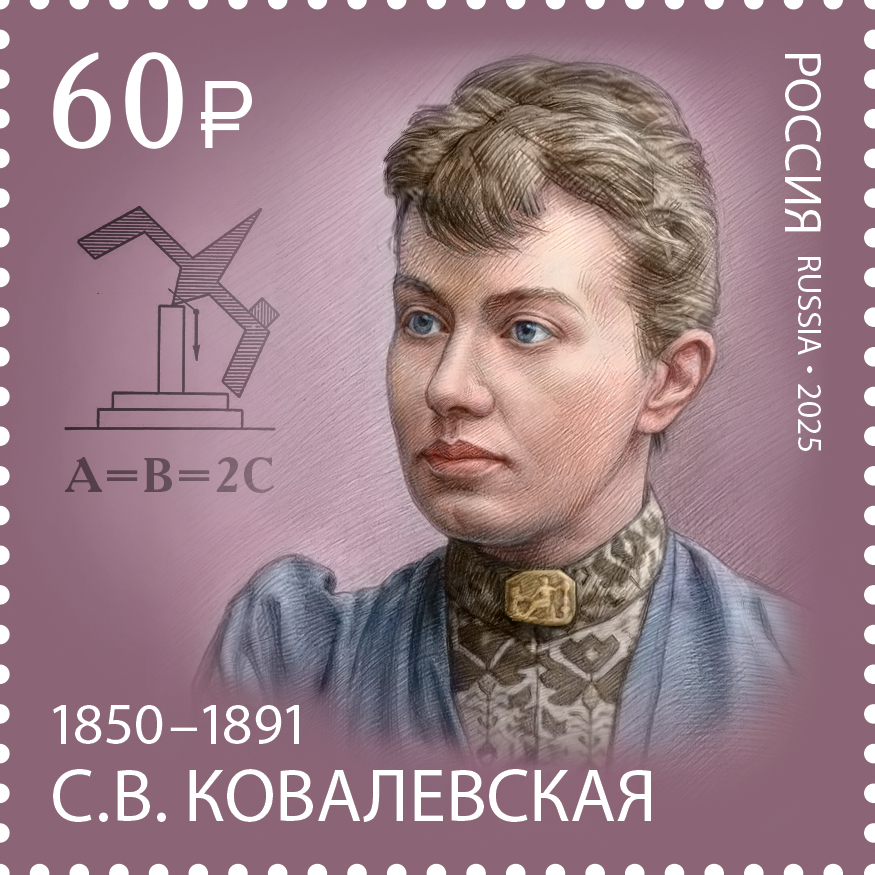 60₽
РОССИЯ RUSSIA • 2025
A=B=2C
1850–1891
С.В. КОВАЛЕВСКАЯ